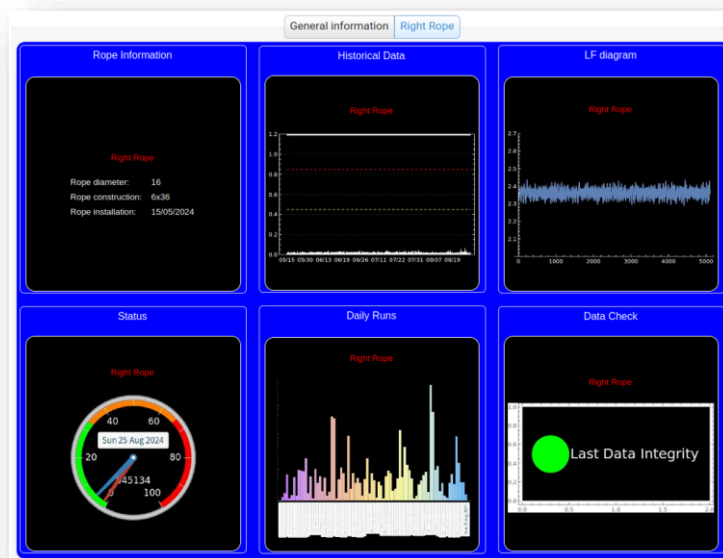 General information
Right Rope
Rope Information
Right Rope
Rope diameter: 16
Rope construction: 6x36
Rope installation: 15/05/2024
Historical Data
Right Rope
1.2
1.0
0.8
0.6
0.4
0.2
0.0
05/15 05/30 06/13 06/19 06/26 07/11 07/22 07/31 08/07 08/19
LF diagram
Right Rope
2.7
2.6
2.5
2.4
2.3
2.2
2.1
0 1000 2000 3000 4000 5000
Status
Right Rope
40 60
Sun 25 Aug 2024
20 80
45134
0 100
Daily Runs
Right Rope
Data Check
Right Rope
1.0
0.8
0.6
0.4
0.2
0.0
Last Data Integrity
0.0 0.5 1.0 1.5 2.0